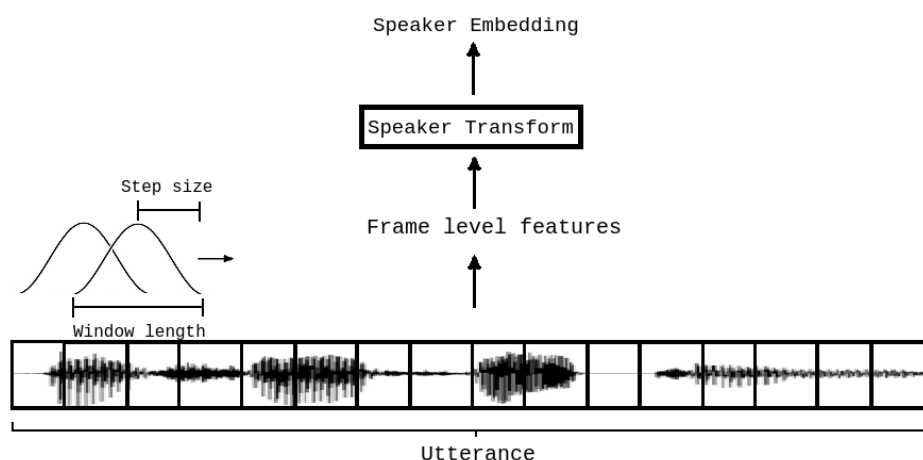 Speaker Embedding
Speaker Transform
Step size
Frame level features
Window length
Utterance